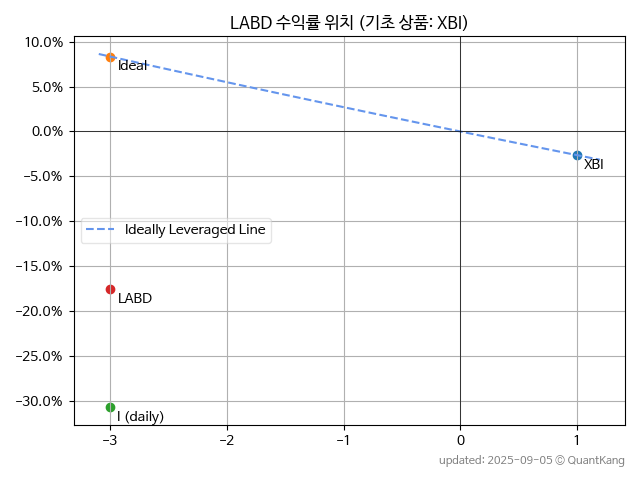 LABD 수익률 위치 (기초 상품: XBI)
10.0%
5.0%
0.0%
−5.0%
−10.0%
−15.0%
−20.0%
−25.0%
−30.0%
Ideal
XBI
Ideally Leveraged Line
LABD
I (daily)
−3
−2
−1
0
1
updated: 2025-09-05 © QuantKang